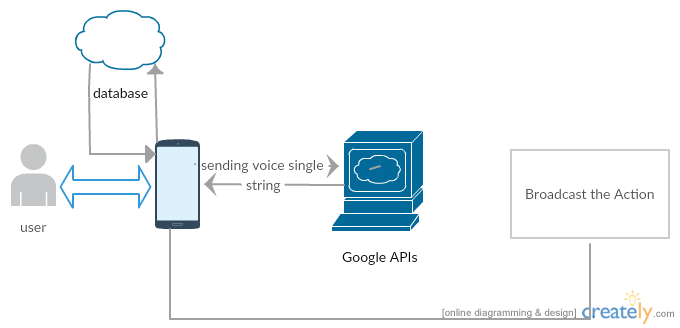 database
sending voice single
string
user
Google APIs
Broadcast the Action
[online diagramming & design]
creately.com